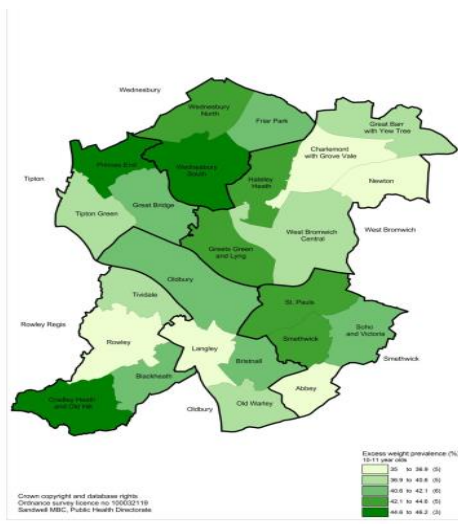 Wednesbury
Wednesbury
North
Friar Park
Great Barr
with Yew Tree
Charlemont
with Grove Vale
Princes End
Wednesbury
South
Hateley
Heath
Newton
Tipton
Tipton Green
Great Bridge
Greets Green
and Lyng
West Bromwich
Central
West Bromwich
Oldbury
Tividale
St. Pauls
Rowley Regis
Rowley
Langley
Smethwick
Soho
and Victoria
Bristnall
Smethwick
Blackheath
Abbey
Cradley Heath
and Old Hill
Oldbury
Old Warley
Excess weight prevalence (%)
10-11 year olds
35 to 36.9 (5)
36.9 to 40.6 (5)
40.6 to 42.1 (6)
42.1 to 44.6 (5)
44.6 to 46.2 (3)
Crown copyright and database rights
Ordnance survey licence no 100032119
Sandwell MBC, Public Health Directorate